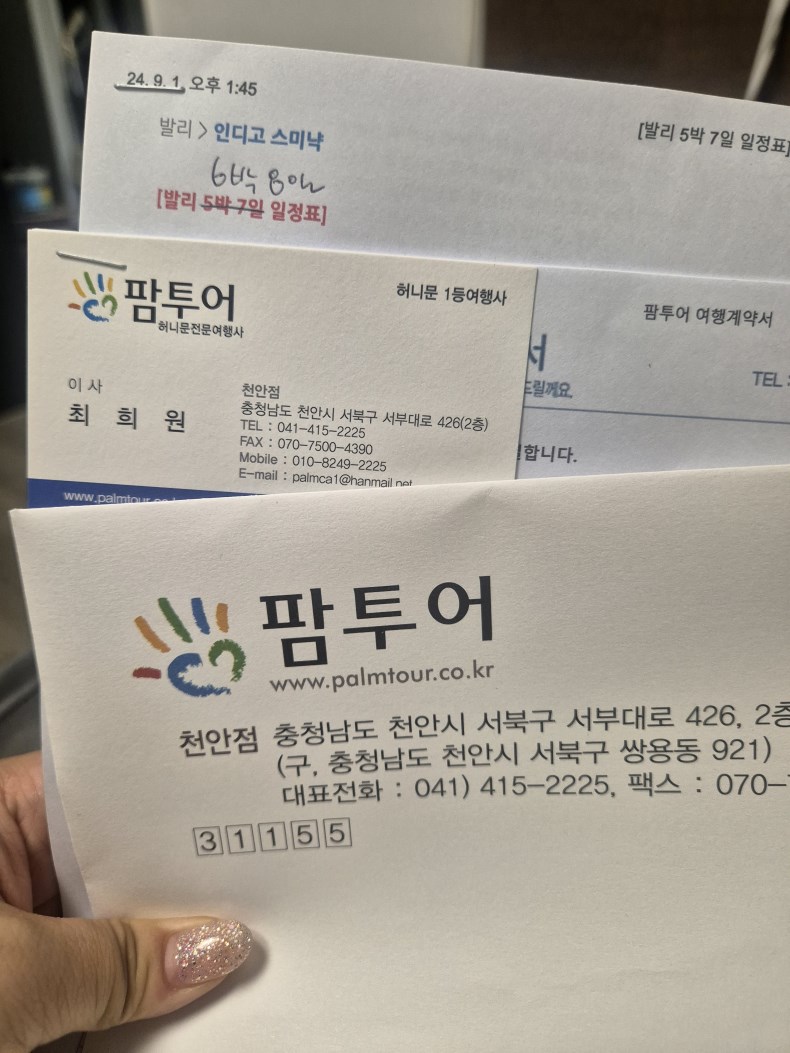 24. 9. 1. 오후 1:45
[발리 5박 7일 일정표]
발리 > 인디고 스미냑
6박 8일
[발리 5박 7일 일정표]
팜투어
허니문전문여행사
허니문 1등여행사
이사
최 희 원
천안점
충청남도 천안시 서북구 서부대로 426(2층)
TEL : 041-415-2225
FAX : 070-7500-4390
Mobile : 010-8249-2225
E-mail : palmca1@hanmail.net
팜투어 여행계약서
TEL :
팜투어
www.palmtour.co.kr
천안점 충청남도 천안시 서북구 서부대로 426, 2층
(구, 충청남도 천안시 서북구 쌍용동 921)
대표전화 : 041) 415-2225, 팩스 : 070-
31155